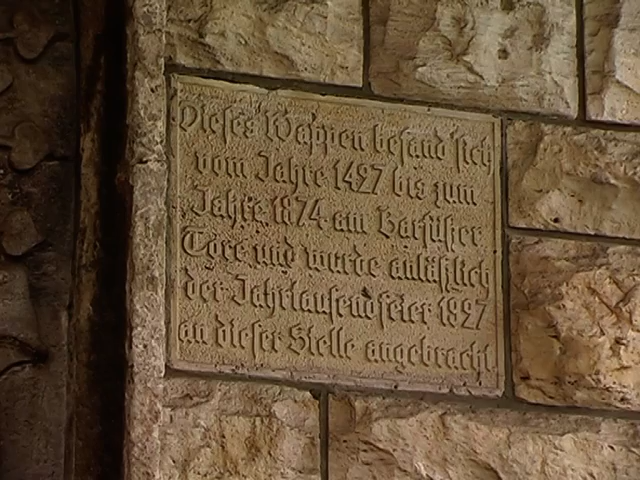 Dieses Wappen befand sich
vom Jahre 1497 bis zum
Jahre 1874 am Barfüßer
Tore und wurde anläßlich
der Jahrtausendfeier 1927
an dieser Stelle angebracht